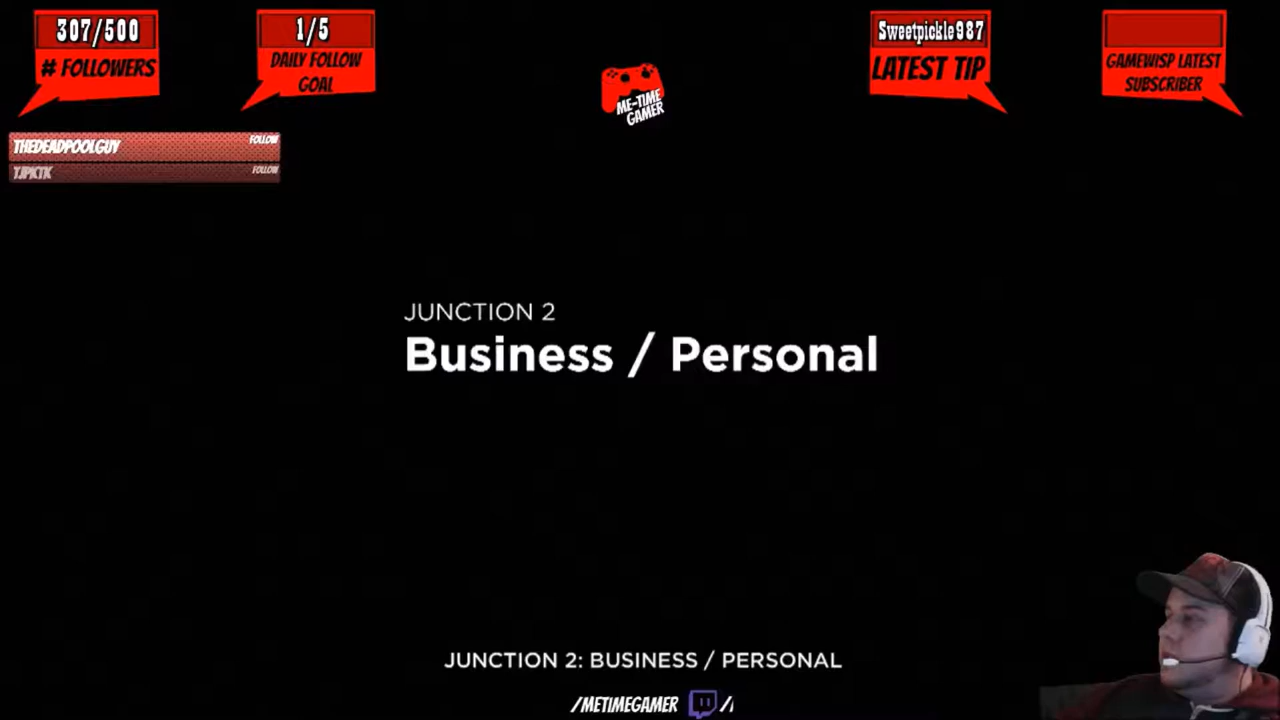 307/500
# FOLLOWERS
1/5
DAILY FOLLOW
GOAL
ME-TIME
GAMER
Sweetpickle987
LATEST TIP
GAMEWISP LATEST
SUBSCRIBER
THEDEADPOOLGUY FOLLOW
TJPKTK FOLLOW
JUNCTION 2
Business / Personal
JUNCTION 2: BUSINESS / PERSONAL
/METIMEGAMER /